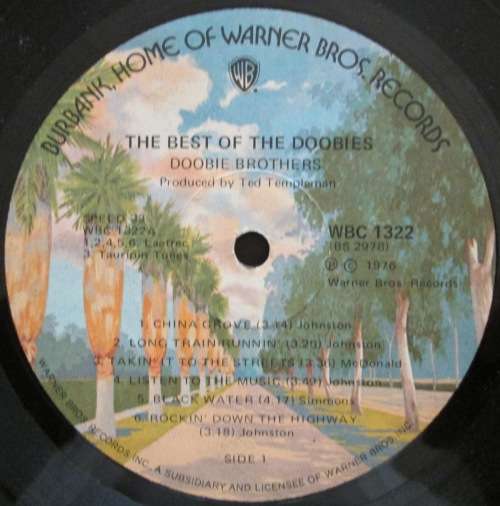 BURBANK, HOME OF WARNER BROS. RECORDS
WB
THE BEST OF THE DOOBIES
DOOBIE BROTHERS
Produced by Ted Templeman
SPEED 33
WBC 1322A
1,2,4,5,6. Laetrec
3. Tauripin Tunes
WBC 1322
(BS 2978)
Ⓟ © 1976
Warner Bros. Records
1. CHINA GROVE (3.14) Johnston
2. LONG TRAIN RUNNIN' (3.25) Johnston
3. TAKIN' IT TO THE STREETS (3.36) McDonald
4. LISTEN TO THE MUSIC (3.49) Johnston
5. BLACK WATER (4.17) Simmons
6. ROCKIN' DOWN THE HIGHWAY
(3.18) Johnston
SIDE 1
WARNER BROS. RECORDS INC., A SUBSIDIARY AND LICENSEE OF WARNER BROS. INC.